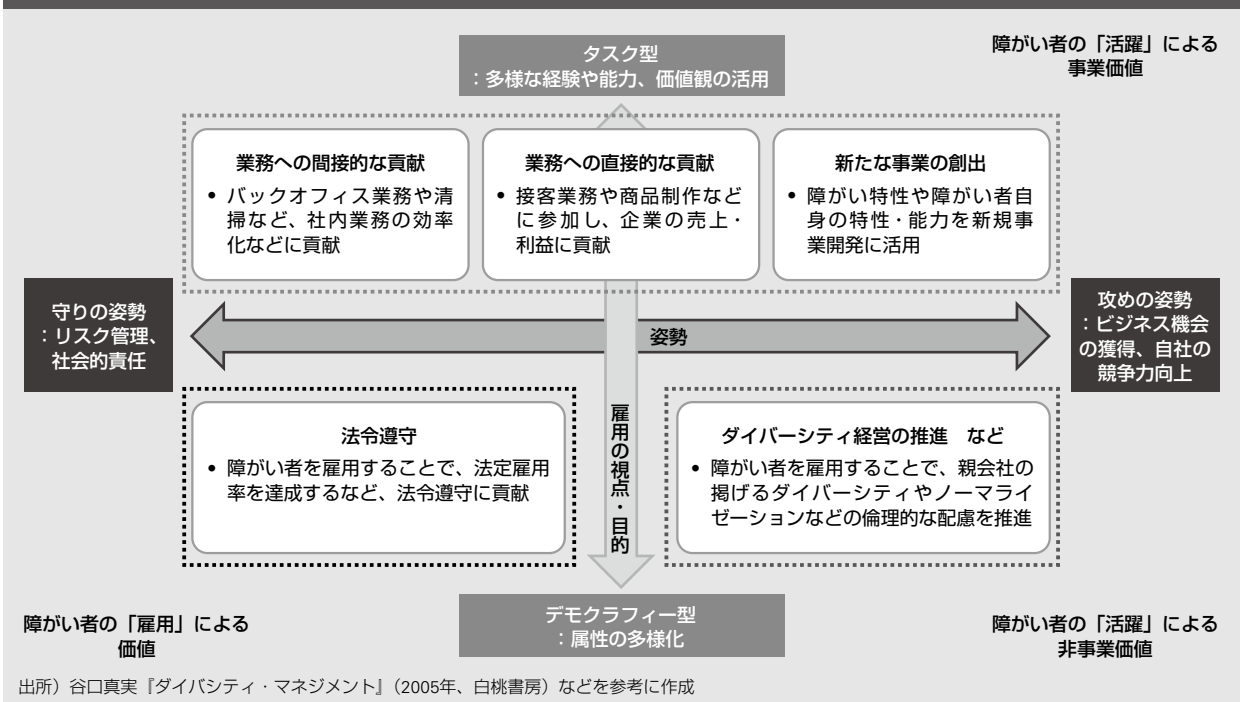 タスク型
：多様な経験や能力、価値観の活用
障がい者の「活躍」による
事業価値
業務への間接的な貢献
• バックオフィス業務や清
掃など、社内業務の効率
化などに貢献
業務への直接的な貢献
• 接客業務や商品制作など
に参加し、企業の売上・
利益に貢献
新たな事業の創出
• 障がい特性や障がい者自
身の特性・能力を新規事
業開発に活用
守りの姿勢
：リスク管理、
社会的責任
姿勢
攻めの姿勢
：ビジネス機会
の獲得、自社の
競争力向上
法令遵守
• 障がい者を雇用することで、法定雇用
率を達成するなど、法令遵守に貢献
雇用の視点・目的
ダイバーシティ経営の推進　など
• 障がい者を雇用することで、親会社の
掲げるダイバーシティやノーマライ
ゼーションなどの倫理的な配慮を推進
障がい者の「雇用」による
価値
デモクラフィー型
：属性の多様化
障がい者の「活躍」による
非事業価値
出所）谷口真実『ダイバシティ・マネジメント』（2005年、白桃書房）などを参考に作成